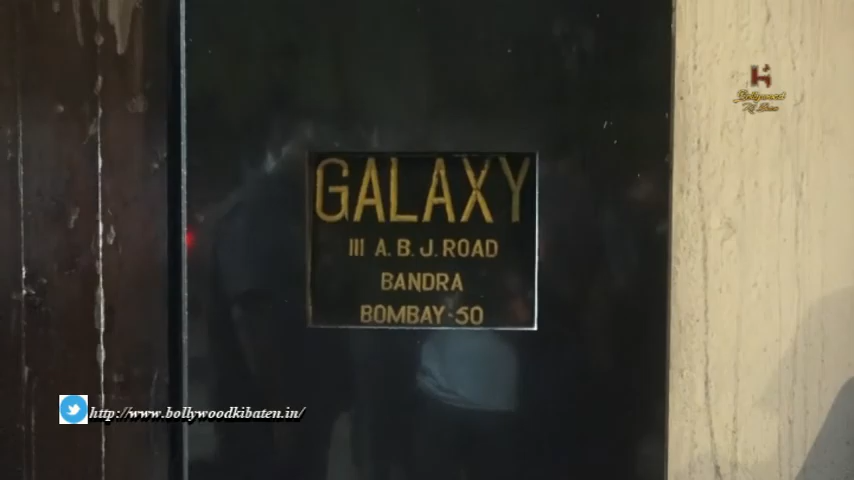 GALAXY
111 A. B. J. ROAD
BANDRA
BOMBAY-50
http://www.bollywoodkibaten.in/